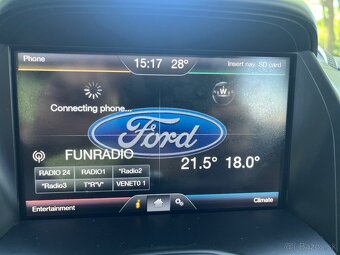 Phone
15:17 28°
Insert nav. SD card
Connecting phone...
W
Ford
FUNRADIO
21.5° 18.0°
RADIO 24 RADIO1 *Radio2
*Radio3 T*R*V* VENETO 1
Entertainment
Climate